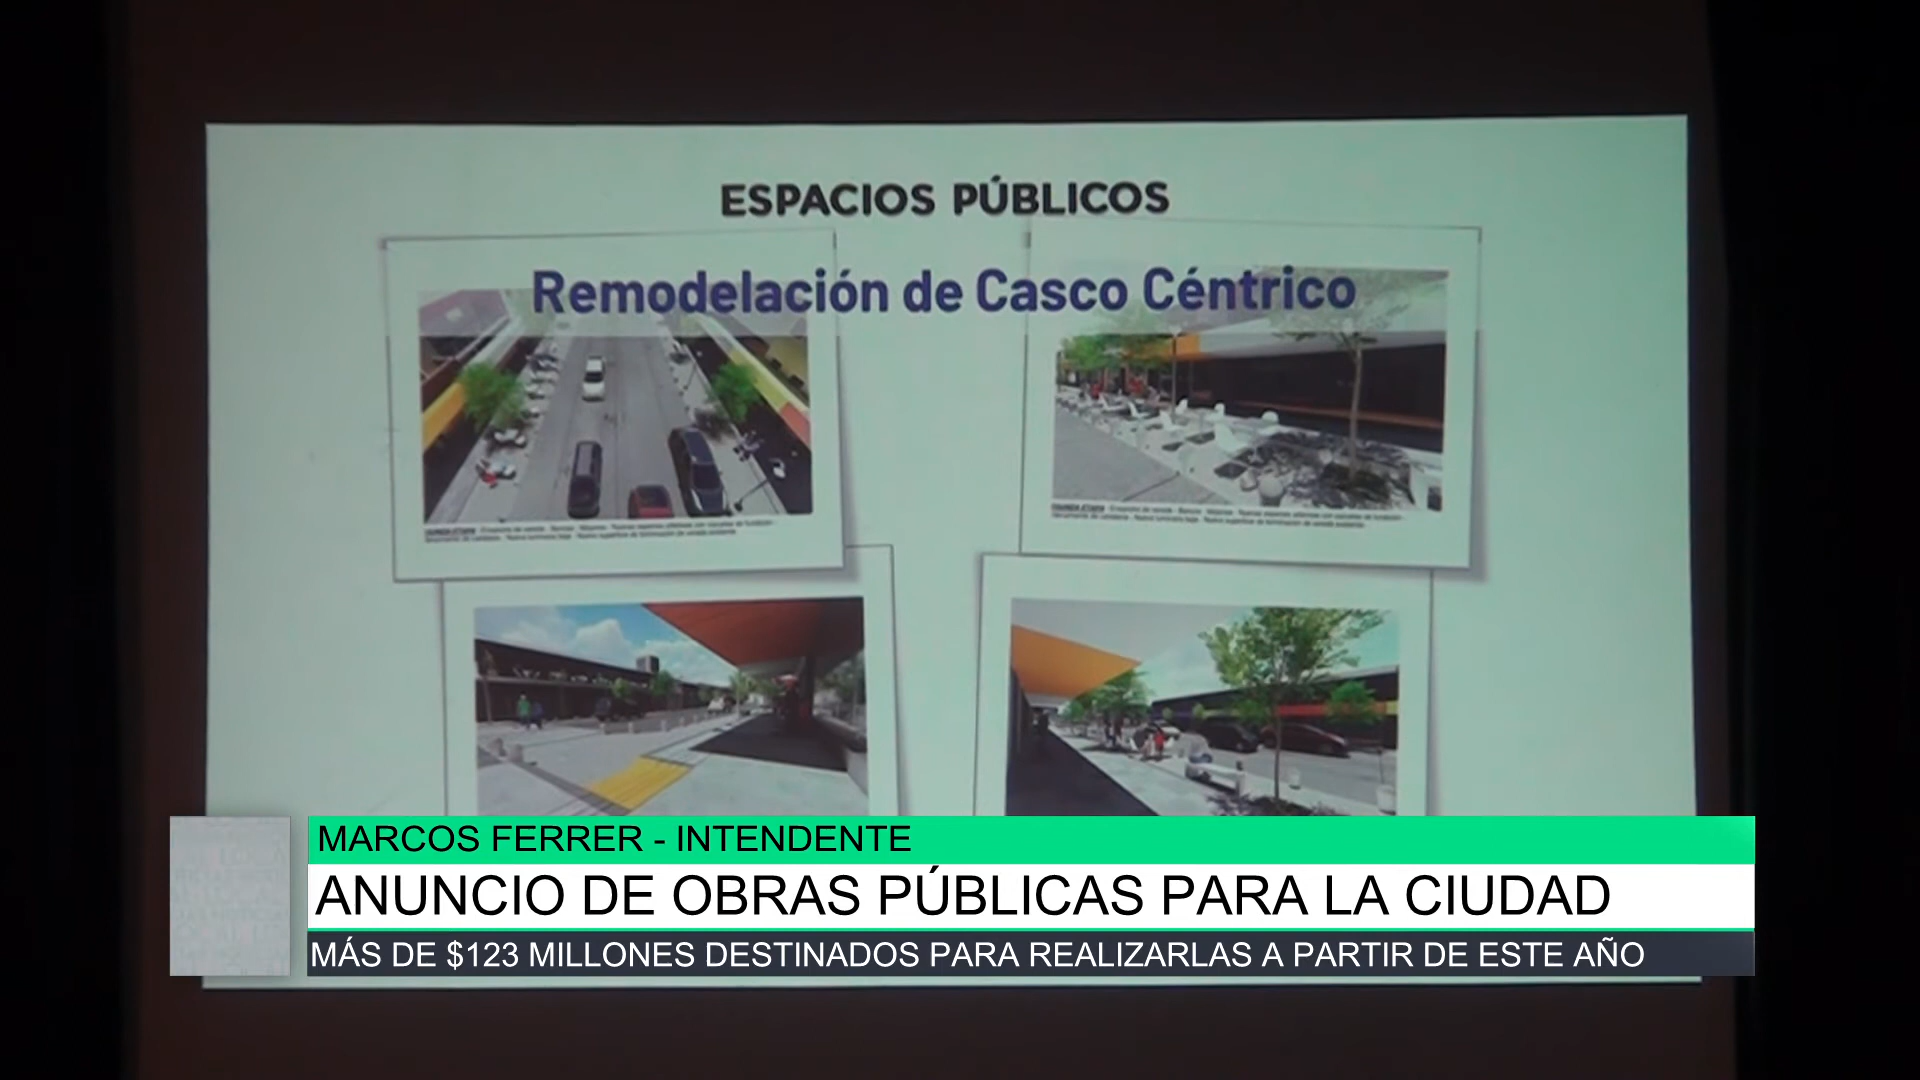 ESPACIOS PÚBLICOS
Remodelación de Casco Céntrico
MARCOS FERRER - INTENDENTE
ANUNCIO DE OBRAS PÚBLICAS PARA LA CIUDAD
MÁS DE $123 MILLONES DESTINADOS PARA REALIZARLAS A PARTIR DE ESTE AÑO